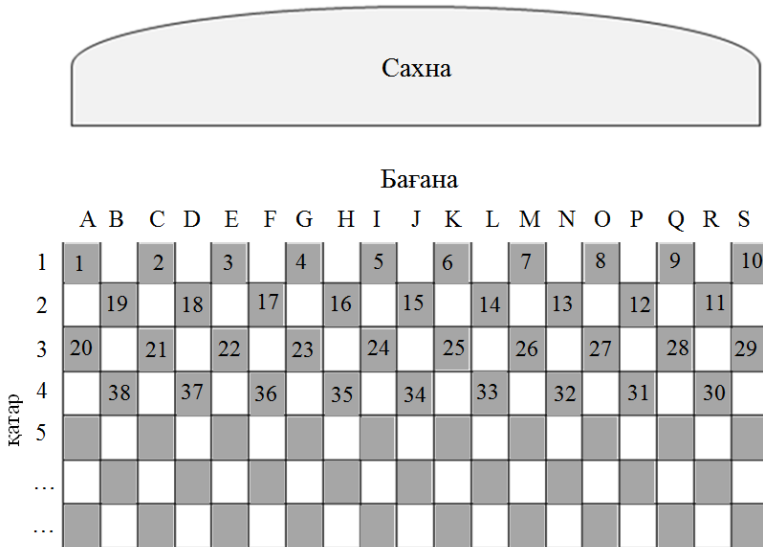 Сахна
Бағана
A B C D E F G H I J K L M N O P Q R S
1 1 2 3 4 5 6 7 8 9 10
2 19 18 17 16 15 14 13 12 11
3 20 21 22 23 24 25 26 27 28 29
4 38 37 36 35 34 33 32 31 30
қатар
5
...
...